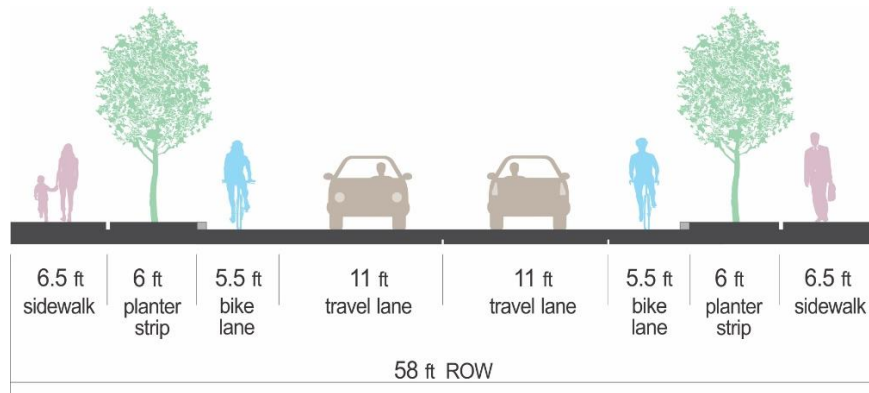 6.5 ft
sidewalk
6 ft
planter
strip
5.5 ft
bike
lane
11 ft
travel lane
11 ft
travel lane
5.5 ft
bike
lane
6 ft
planter
strip
6.5 ft
sidewalk
58 ft ROW